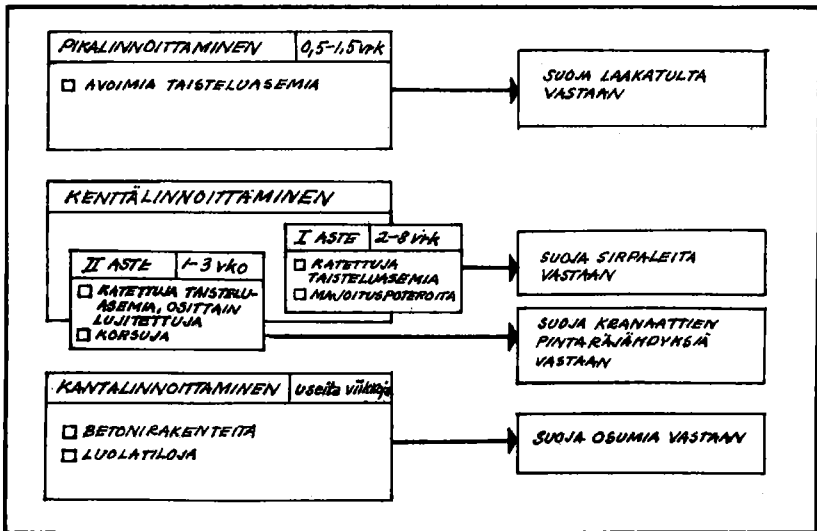 PIKALINNOITTAMINEN 0,5-1,5 vrk
AVOIMIA TAISTELUASEMIA
SUOJA LAAKATULTA
VASTAAN
KENTTÄLINNOITTAMINEN
I ASTE 2-8 vrk
KATETTUJA
TAISTELUASEMIA
MAJOITUSPOTEROITA
SUOJA SIRPALEITA
VASTAAN
II ASTE 1-3 vko
KATETTUJA TAISTELU-
ASEMIA, OSITTAIN
LUJITETTUJA
KORSUJA
SUOJA KRANAATTIEN
PINTARÄJÄHDYKSIÄ
VASTAAN
KANTALINNOITTAMINEN useita viikkoja
BETONIRAKENTEITA
LUOLATILOJA
SUOJA OSUMIA VASTAAN